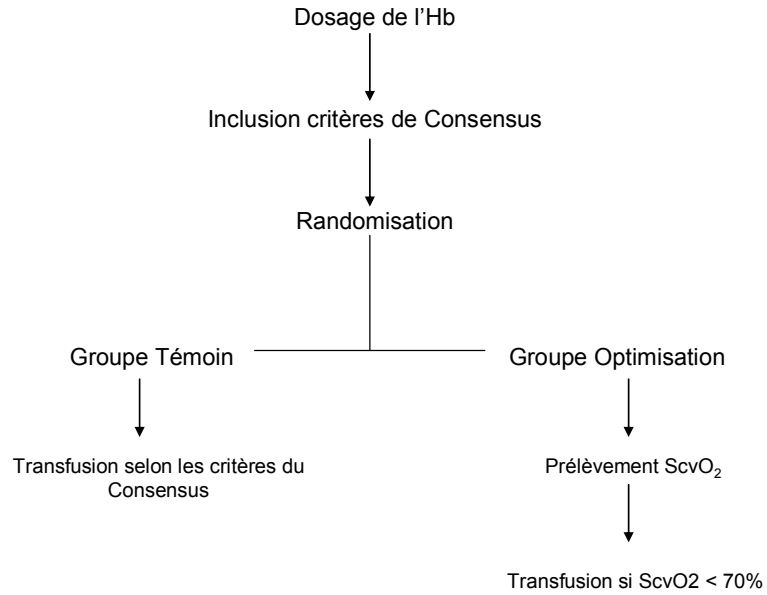 Dosage de l'Hb
Inclusion critères de Consensus
Randomisation
Groupe Témoin
Groupe Optimisation
Transfusion selon les critères du
Consensus
Prélèvement ScvO₂
Transfusion si ScvO2 < 70%